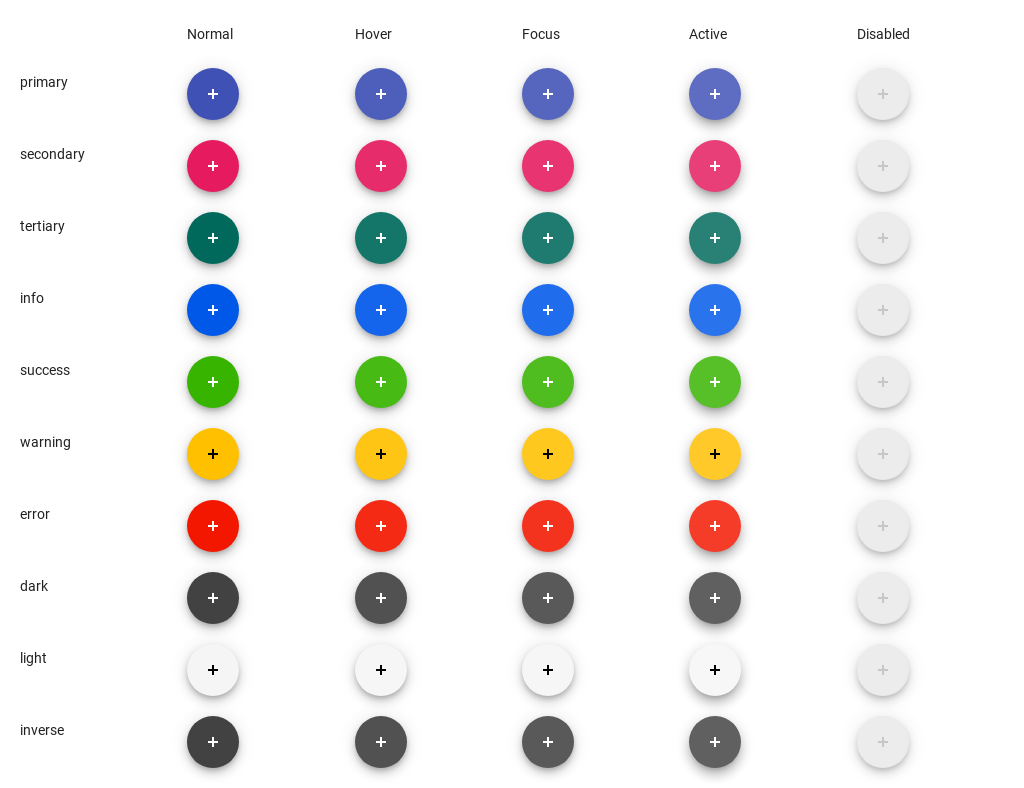 Normal Hover Focus Active Disabled
primary
secondary
tertiary
info
success
warning
error
dark
light
inverse